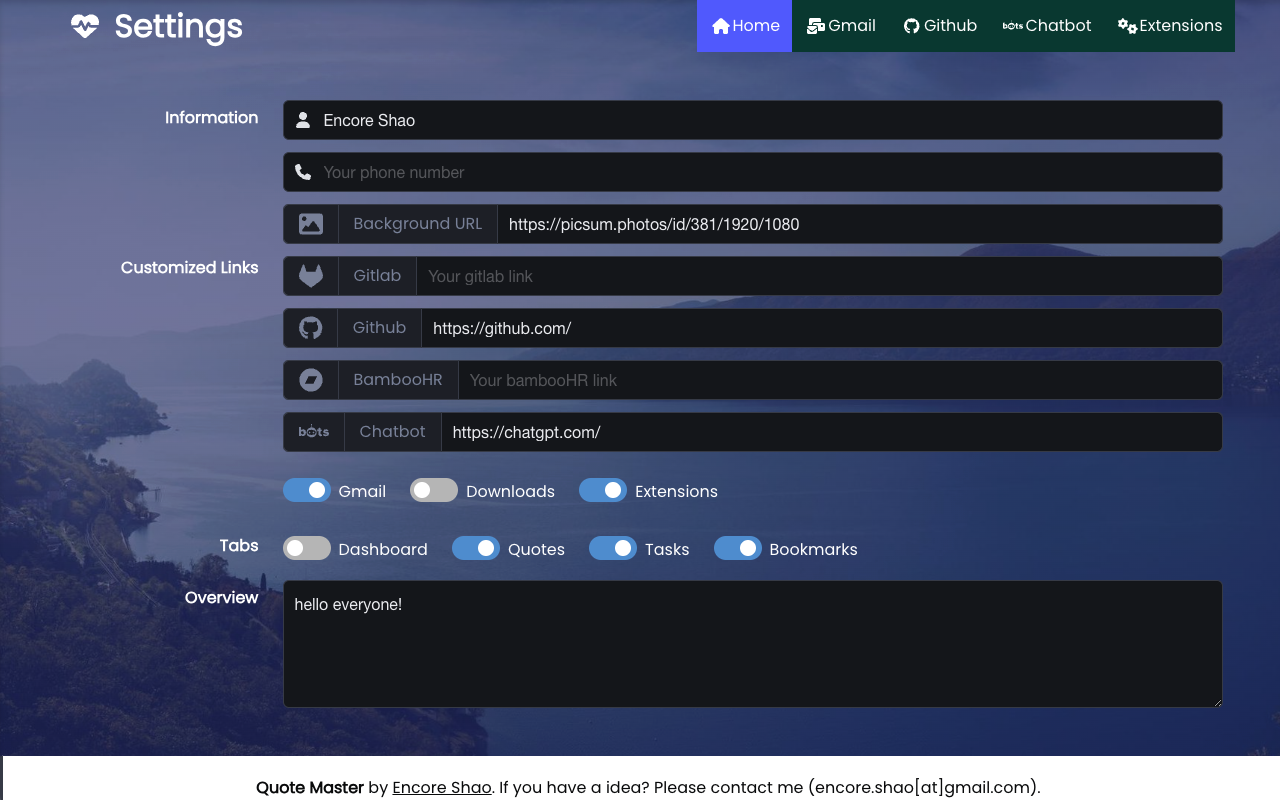 Settings
Home Gmail Github bots Chatbot Extensions
Information Encore Shao
Your phone number
Background URL https://picsum.photos/id/381/1920/1080
Customized Links Gitlab Your gitlab link
Github https://github.com/
BambooHR Your bambooHR link
bots Chatbot https://chatgpt.com/
Gmail Downloads Extensions
Tabs Dashboard Quotes Tasks Bookmarks
Overview hello everyone!
Quote Master by Encore Shao. If you have a idea? Please contact me (encore.shao[at]gmail.com).